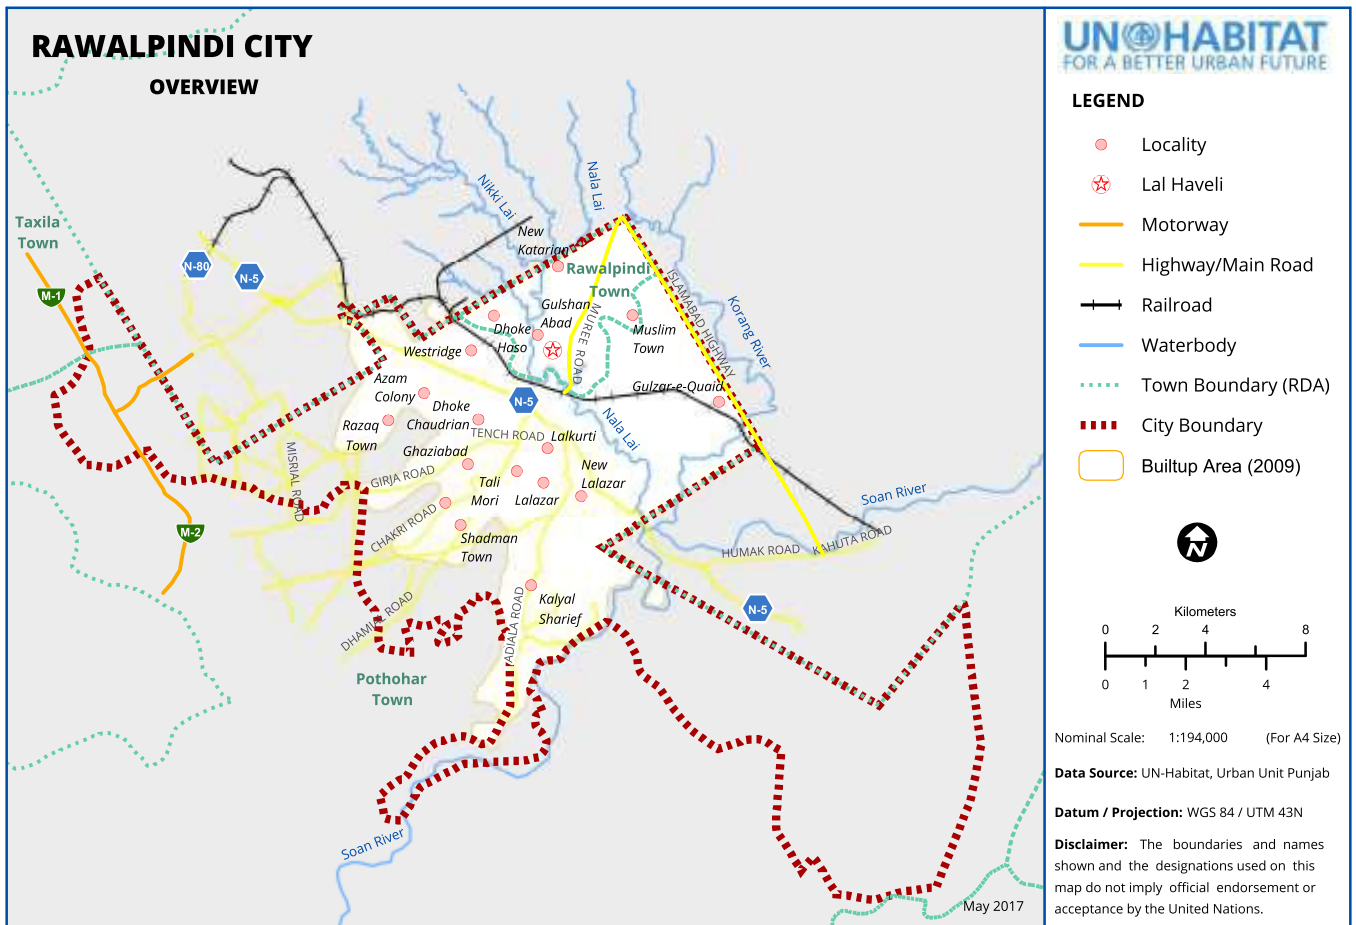 RAWALPINDI CITY
OVERVIEW
Taxila
Town
M-1
N-80
N-5
M-2
Nikki Lai
Nala Lai
New
Katarian
Rawalpindi
Town
ISLAMABAD HIGHWAY
Korang River
Gulshan
Abad
MUREE ROAD
Dhoke
Haso
Muslim
Town
Westridge
Gulzar-e-Quaid
Azam
Colony
N-5
Dhoke
Chaudrian
Nala Lai
Razaq
Town
TENCH ROAD
Lalkurti
Ghaziabad
MISRIAL ROAD
GIRJA ROAD
Tali
Mori
New
Lalazar
Lalazar
Soan River
CHAKRI ROAD
Shadman
Town
HUMAK ROAD
KAHUTA ROAD
Kalyal
Sharief
N-5
DHAMIAL ROAD
ADIALA ROAD
Pothohar
Town
Soan River
May 2017
UN HABITAT
FOR A BETTER URBAN FUTURE
LEGEND
Locality
Lal Haveli
Motorway
Highway/Main Road
Railroad
Waterbody
Town Boundary (RDA)
City Boundary
Builtup Area (2009)
N
Kilometers
0 2 4 8
0 1 2 4
Miles
Nominal Scale: 1:194,000 (For A4 Size)
Data Source: UN-Habitat, Urban Unit Punjab
Datum / Projection: WGS 84 / UTM 43N
Disclaimer: The boundaries and names
shown and the designations used on this
map do not imply official endorsement or
acceptance by the United Nations.